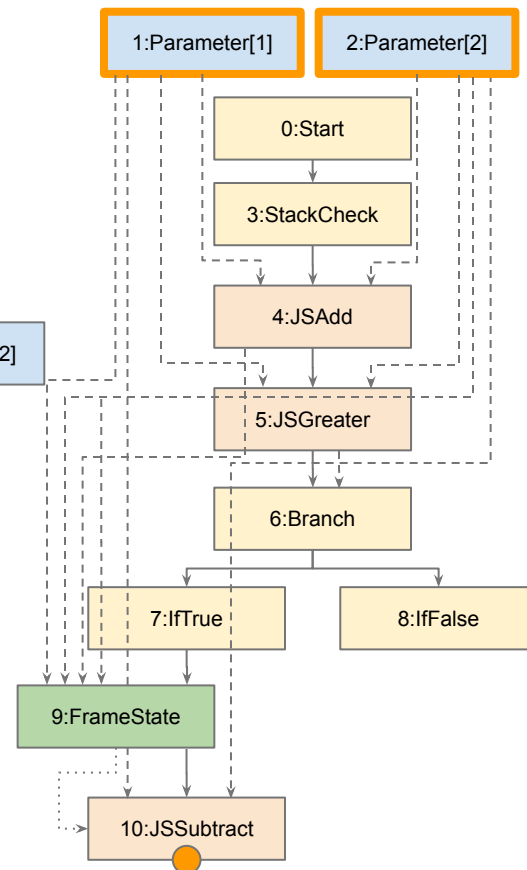 1:Parameter[1]
2:Parameter[2]
0:Start
3:StackCheck
4:JSAdd
2]
5:JSGreater
6:Branch
7:IfTrue
8:IfFalse
9:FrameState
10:JSSubtract